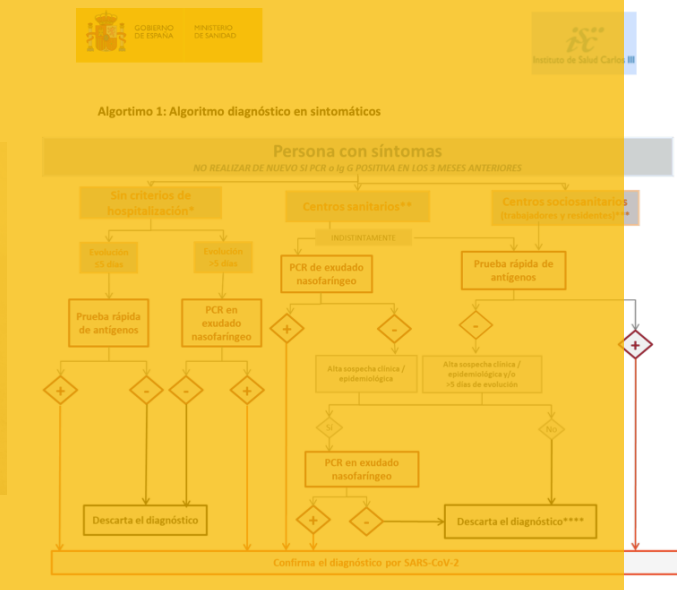 GOBIERNO MINISTERIO
DE ESPAÑA DE SANIDAD
Instituto de Salud Carlos III
Algortimo 1: Algoritmo diagnóstico en sintomáticos
Persona con síntomas
NO REALIZAR DE NUEVO SI PCR o Ig G POSITIVA EN LOS 3 MESES ANTERIORES
Sin criterios de
hospitalización*
Centros sanitarios**
Centros sociosanitarios
(trabajadores y residentes)***
INDISTINTAMENTE
Evolución
≤5 días
Evolución
>5 días
PCR de exudado
nasofaríngeo
Prueba rápida de
antígenos
Prueba rápida
de antígenos
PCR en
exudado
nasofaríngeo
+
-
-
+
+
-
-
+
Alta sospecha clínica /
epidemiológica
Alta sospecha clínica /
epidemiológica y/o
>5 días de evolución
Sí
No
PCR en exudado
nasofaríngeo
+
-
Descarta el diagnóstico
Descarta el diagnóstico****
Confirma el diagnóstico por SARS-CoV-2